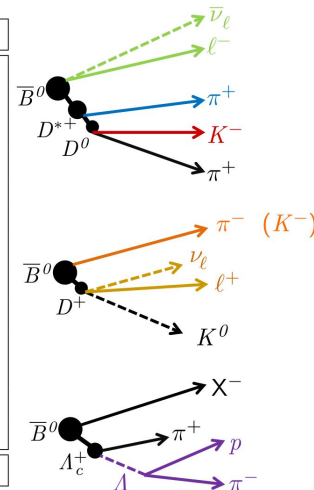 ν̅ℓ
ℓ⁻
B̅⁰
π⁺
D*⁺
K⁻
D⁰
π⁺
π⁻ (K⁻)
νℓ
B̅⁰
ℓ⁺
D⁺
K⁰
X⁻
B̅⁰
π⁺
p
Λc⁺
Λ
π⁻